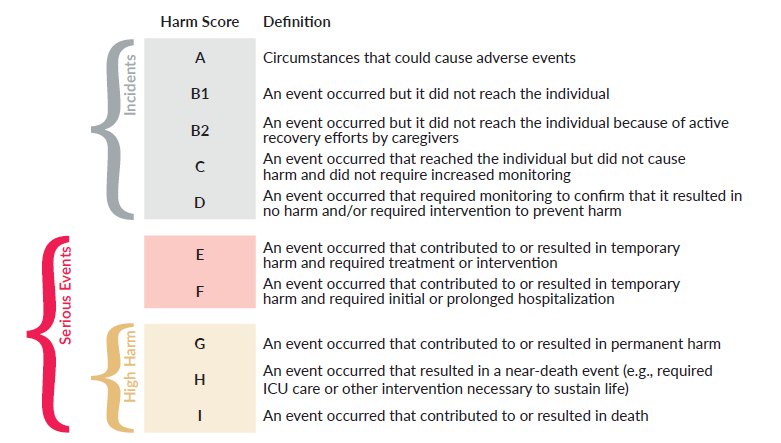 Harm Score Definition
Incidents
A Circumstances that could cause adverse events
B1 An event occurred but it did not reach the individual
B2 An event occurred but it did not reach the individual because of active
recovery efforts by caregivers
C An event occurred that reached the individual but did not cause
harm and did not require increased monitoring
D An event occurred that required monitoring to confirm that it resulted in
no harm and/or required intervention to prevent harm
Serious Events
E An event occurred that contributed to or resulted in temporary
harm and required treatment or intervention
F An event occurred that contributed to or resulted in temporary
harm and required initial or prolonged hospitalization
High Harm
G An event occurred that contributed to or resulted in permanent harm
H An event occurred that resulted in a near-death event (e.g., required
ICU care or other intervention necessary to sustain life)
I An event occurred that contributed to or resulted in death